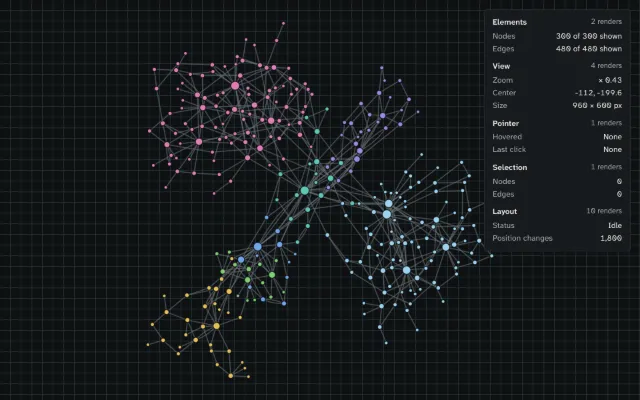 Elements 2 renders
Nodes 300 of 300 shown
Edges 480 of 480 shown
View 4 renders
Zoom × 0.43
Center -112,-199.6
Size 960 × 600 px
Pointer 1 renders
Hovered None
Last click None
Selection 1 renders
Nodes 0
Edges 0
Layout 10 renders
Status Idle
Position changes 1,800